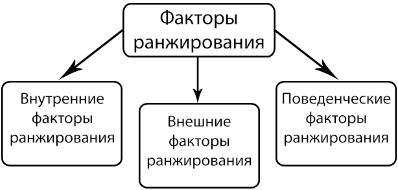 Факторы
ранжирования
Внутренние
факторы
ранжирования
Внешние
факторы
ранжирования
Поведенческие
факторы
ранжирования